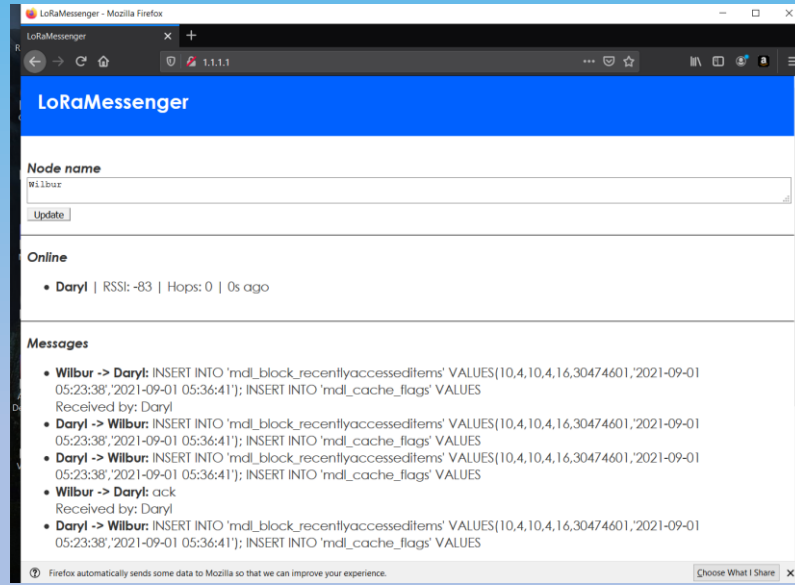 LoRaMessenger - Mozilla Firefox
LoRaMessenger
1.1.1.1
LoRaMessenger
Node name
Wilbur
Update
Online
• Daryl | RSSI: -83 | Hops: 0 | 0s ago
Messages
• Wilbur -> Daryl: INSERT INTO 'mdl_block_recentlyaccesseditems' VALUES(10,4,10,4,16,30474601,'2021-09-01
05:23:38','2021-09-01 05:36:41'); INSERT INTO 'mdl_cache_flags' VALUES
Received by: Daryl
• Daryl -> Wilbur: INSERT INTO 'mdl_block_recentlyaccesseditems' VALUES(10,4,10,4,16,30474601,'2021-09-01
05:23:38','2021-09-01 05:36:41'); INSERT INTO 'mdl_cache_flags' VALUES
• Daryl -> Wilbur: INSERT INTO 'mdl_block_recentlyaccesseditems' VALUES(10,4,10,4,16,30474601,'2021-09-01
05:23:38','2021-09-01 05:36:41'); INSERT INTO 'mdl_cache_flags' VALUES
• Wilbur -> Daryl: ack
Received by: Daryl
• Daryl -> Wilbur: INSERT INTO 'mdl_block_recentlyaccesseditems' VALUES(10,4,10,4,16,30474601,'2021-09-01
05:23:38','2021-09-01 05:36:41'); INSERT INTO 'mdl_cache_flags' VALUES
Firefox automatically sends some data to Mozilla so that we can improve your experience.
Choose What I Share